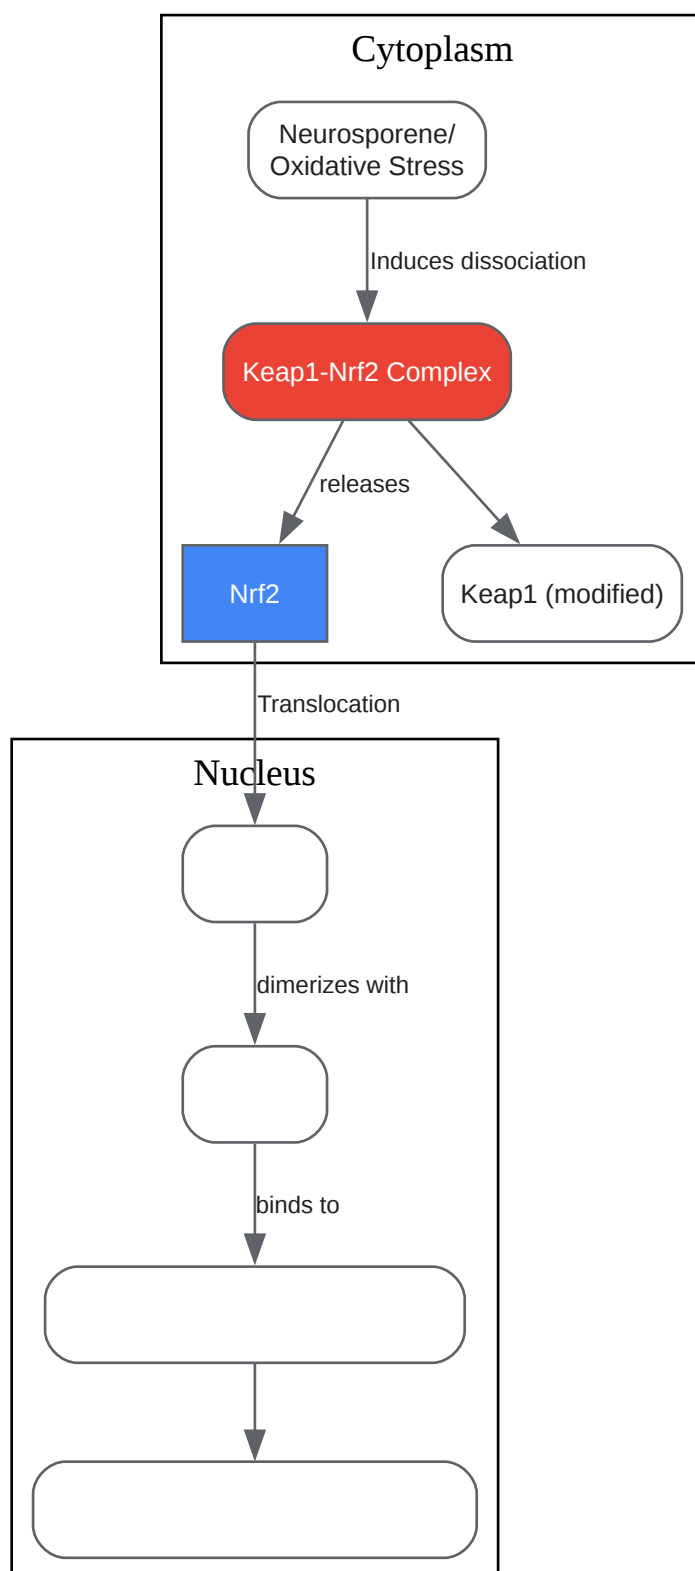 Cytoplasm
Neurosporene/
Oxidative Stress
Induces dissociation
Keap1-Nrf2 Complex
releases
Nrf2
Keap1 (modified)
Translocation
Nucleus
dimerizes with
binds to